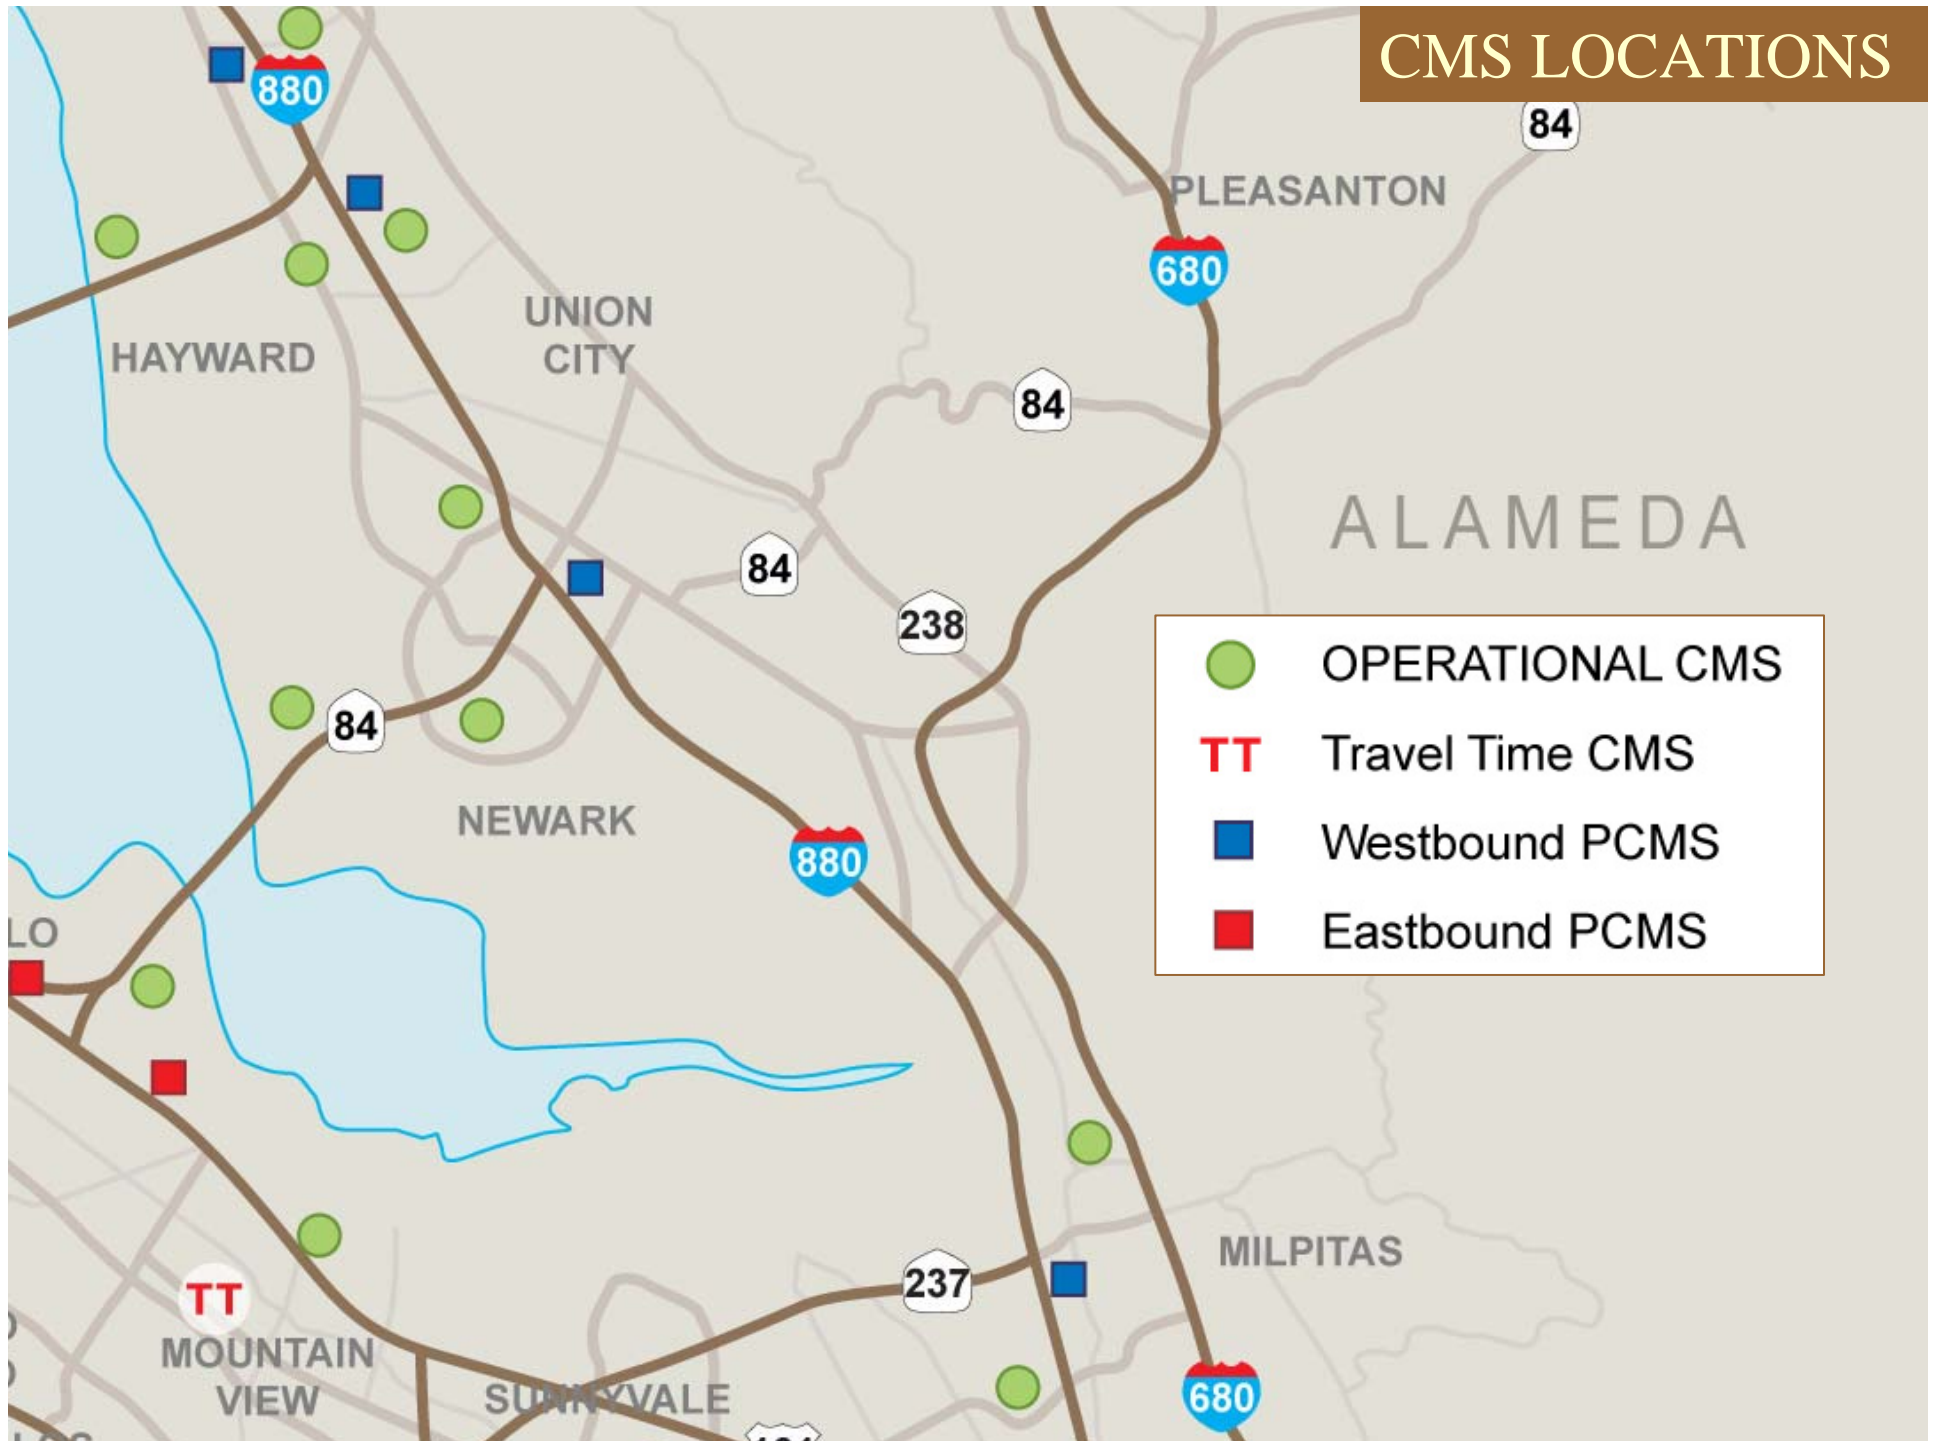 CMS LOCATIONS
880
84
PLEASANTON
680
UNION
CITY
HAYWARD
84
ALAMEDA
84
238
OPERATIONAL CMS
TT Travel Time CMS
Westbound PCMS
Eastbound PCMS
84
NEWARK
880
LO
MILPITAS
237
TT
MOUNTAIN
VIEW
SUNNYVALE
680